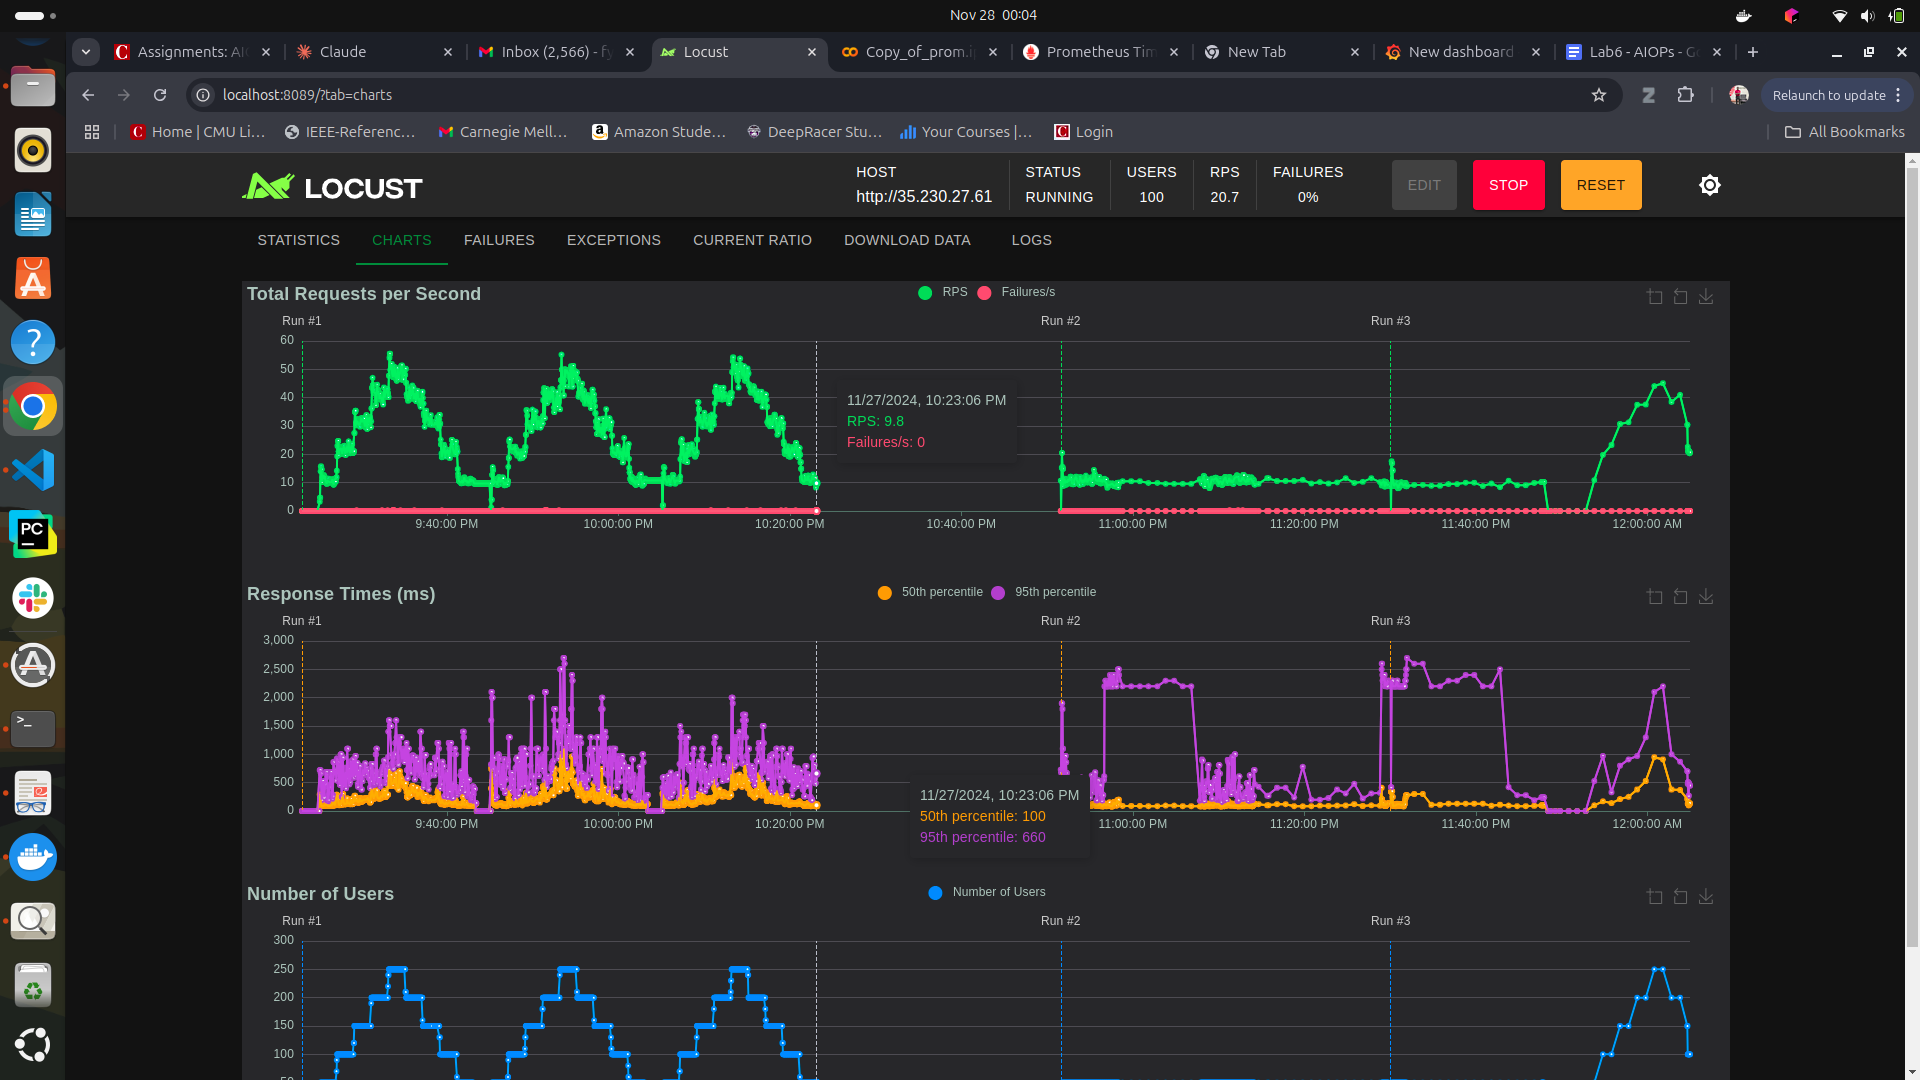 Nov 28 00:04
Assignments: AI
Claude
Inbox (2,566) - fy
Locust
Copy_of_prom.i
Prometheus Tim
New Tab
New dashboard
Lab6 - AIOPs - Go
localhost:8089/?tab=charts
Relaunch to update
Home | CMU Li...
IEEE-Referenc...
Carnegie Mell...
Amazon Stude...
DeepRacer Stu...
Your Courses |...
Login
All Bookmarks
LOCUST
HOST
http://35.230.27.61
STATUS
RUNNING
USERS
100
RPS
20.7
FAILURES
0%
EDIT
STOP
RESET
STATISTICS
CHARTS
FAILURES
EXCEPTIONS
CURRENT RATIO
DOWNLOAD DATA
LOGS
Total Requests per Second
RPS
Failures/s
Run #1
Run #2
Run #3
60
50
40
30
20
10
0
11/27/2024, 10:23:06 PM
RPS: 9.8
Failures/s: 0
9:40:00 PM
10:00:00 PM
10:20:00 PM
10:40:00 PM
11:00:00 PM
11:20:00 PM
11:40:00 PM
12:00:00 AM
Response Times (ms)
50th percentile
95th percentile
Run #1
Run #2
Run #3
3,000
2,500
2,000
1,500
1,000
500
0
11/27/2024, 10:23:06 PM
50th percentile: 100
95th percentile: 660
9:40:00 PM
10:00:00 PM
10:20:00 PM
11:00:00 PM
11:20:00 PM
11:40:00 PM
12:00:00 AM
Number of Users
Number of Users
Run #1
Run #2
Run #3
300
250
200
150
100
50
PC